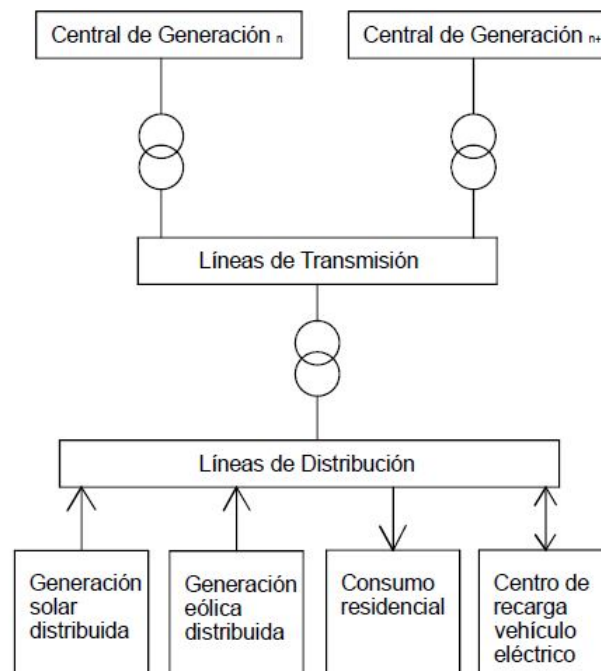 Central de Generación n
Central de Generación n+
Líneas de Transmisión
Líneas de Distribución
Generación
solar
distribuida
Generación
eólica
distribuida
Consumo
residencial
Centro de
recarga
vehículo
eléctrico